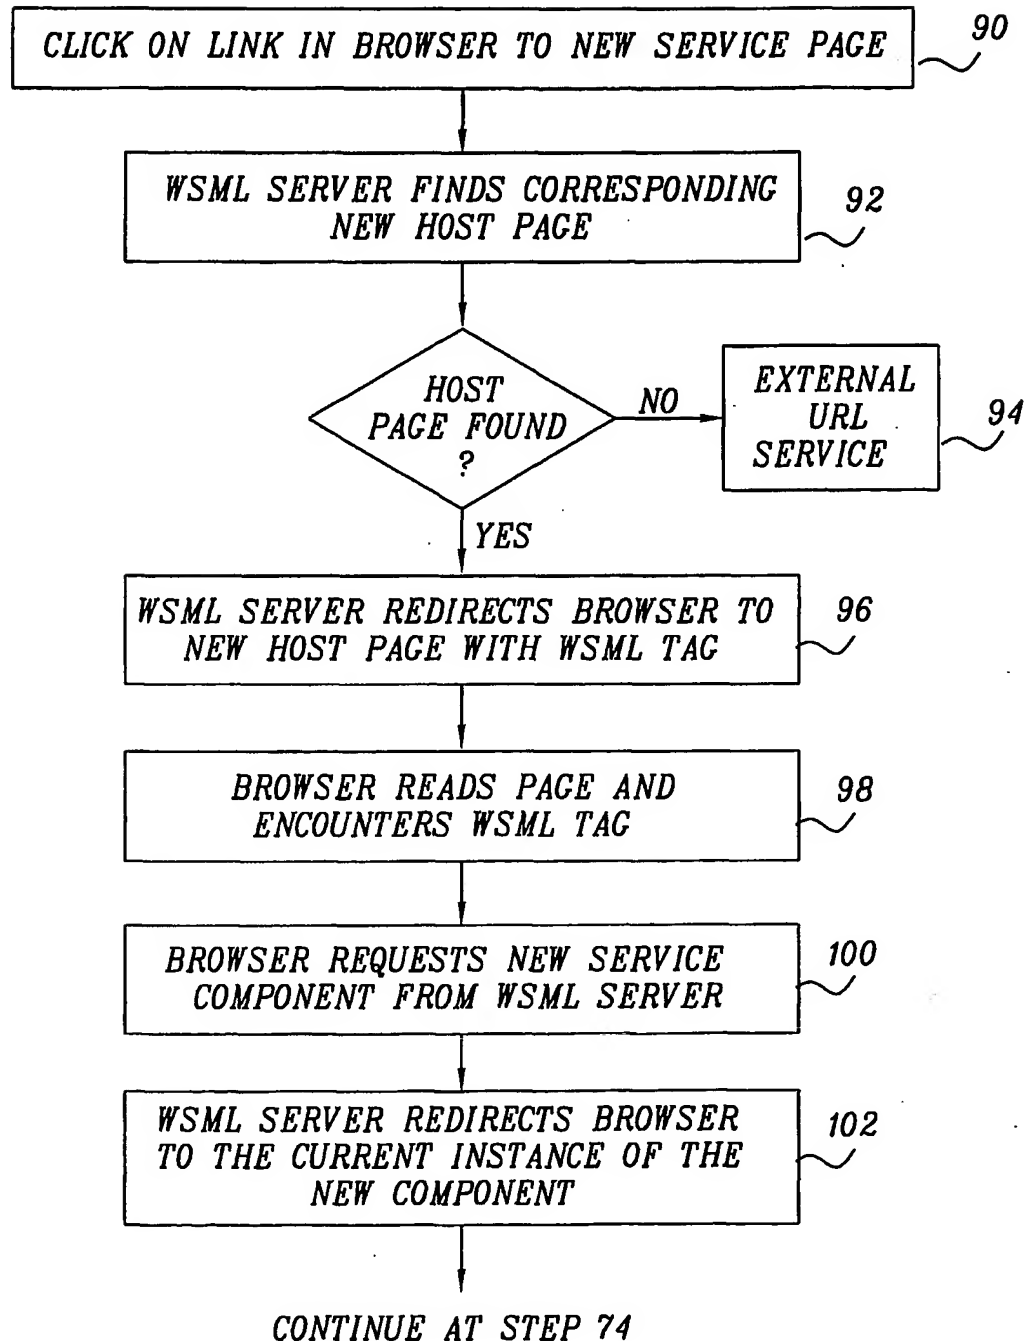 CLICK ON LINK IN BROWSER TO NEW SERVICE PAGE
90
WSML SERVER FINDS CORRESPONDING
NEW HOST PAGE
92
HOST
PAGE FOUND
?
NO
EXTERNAL
URL
SERVICE
94
YES
WSML SERVER REDIRECTS BROWSER TO
NEW HOST PAGE WITH WSML TAG
96
BROWSER READS PAGE AND
ENCOUNTERS WSML TAG
98
BROWSER REQUESTS NEW SERVICE
COMPONENT FROM WSML SERVER
100
WSML SERVER REDIRECTS BROWSER
TO THE CURRENT INSTANCE OF THE
NEW COMPONENT
102
CONTINUE AT STEP 74